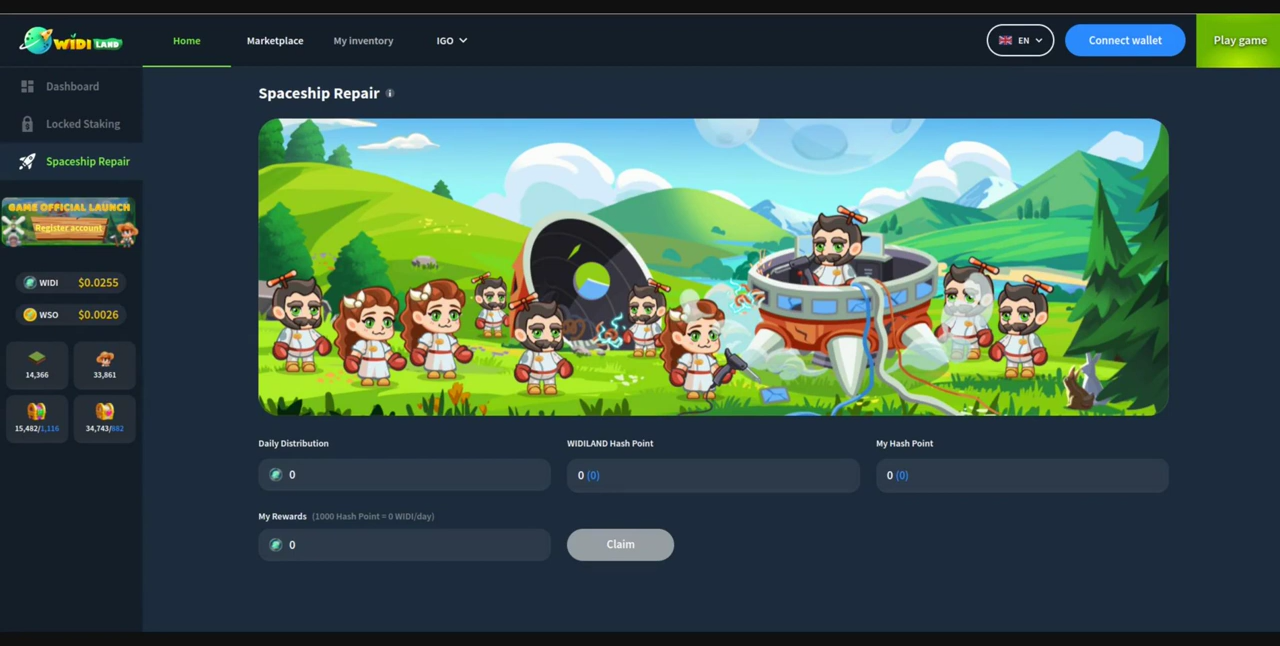 WIDI LAND
Home
Marketplace
My inventory
IGO
EN
Connect wallet
Play game
Dashboard
Locked Staking
Spaceship Repair
GAME OFFICIAL LAUNCH
Register account
WIDI $0.0255
WSO $0.0026
14,366
33,861
15,482/1,116
34,743/882
Spaceship Repair
Daily Distribution
0
WIDILAND Hash Point
0 (0)
My Hash Point
0 (0)
My Rewards (1000 Hash Point = 0 WIDI/day)
0
Claim